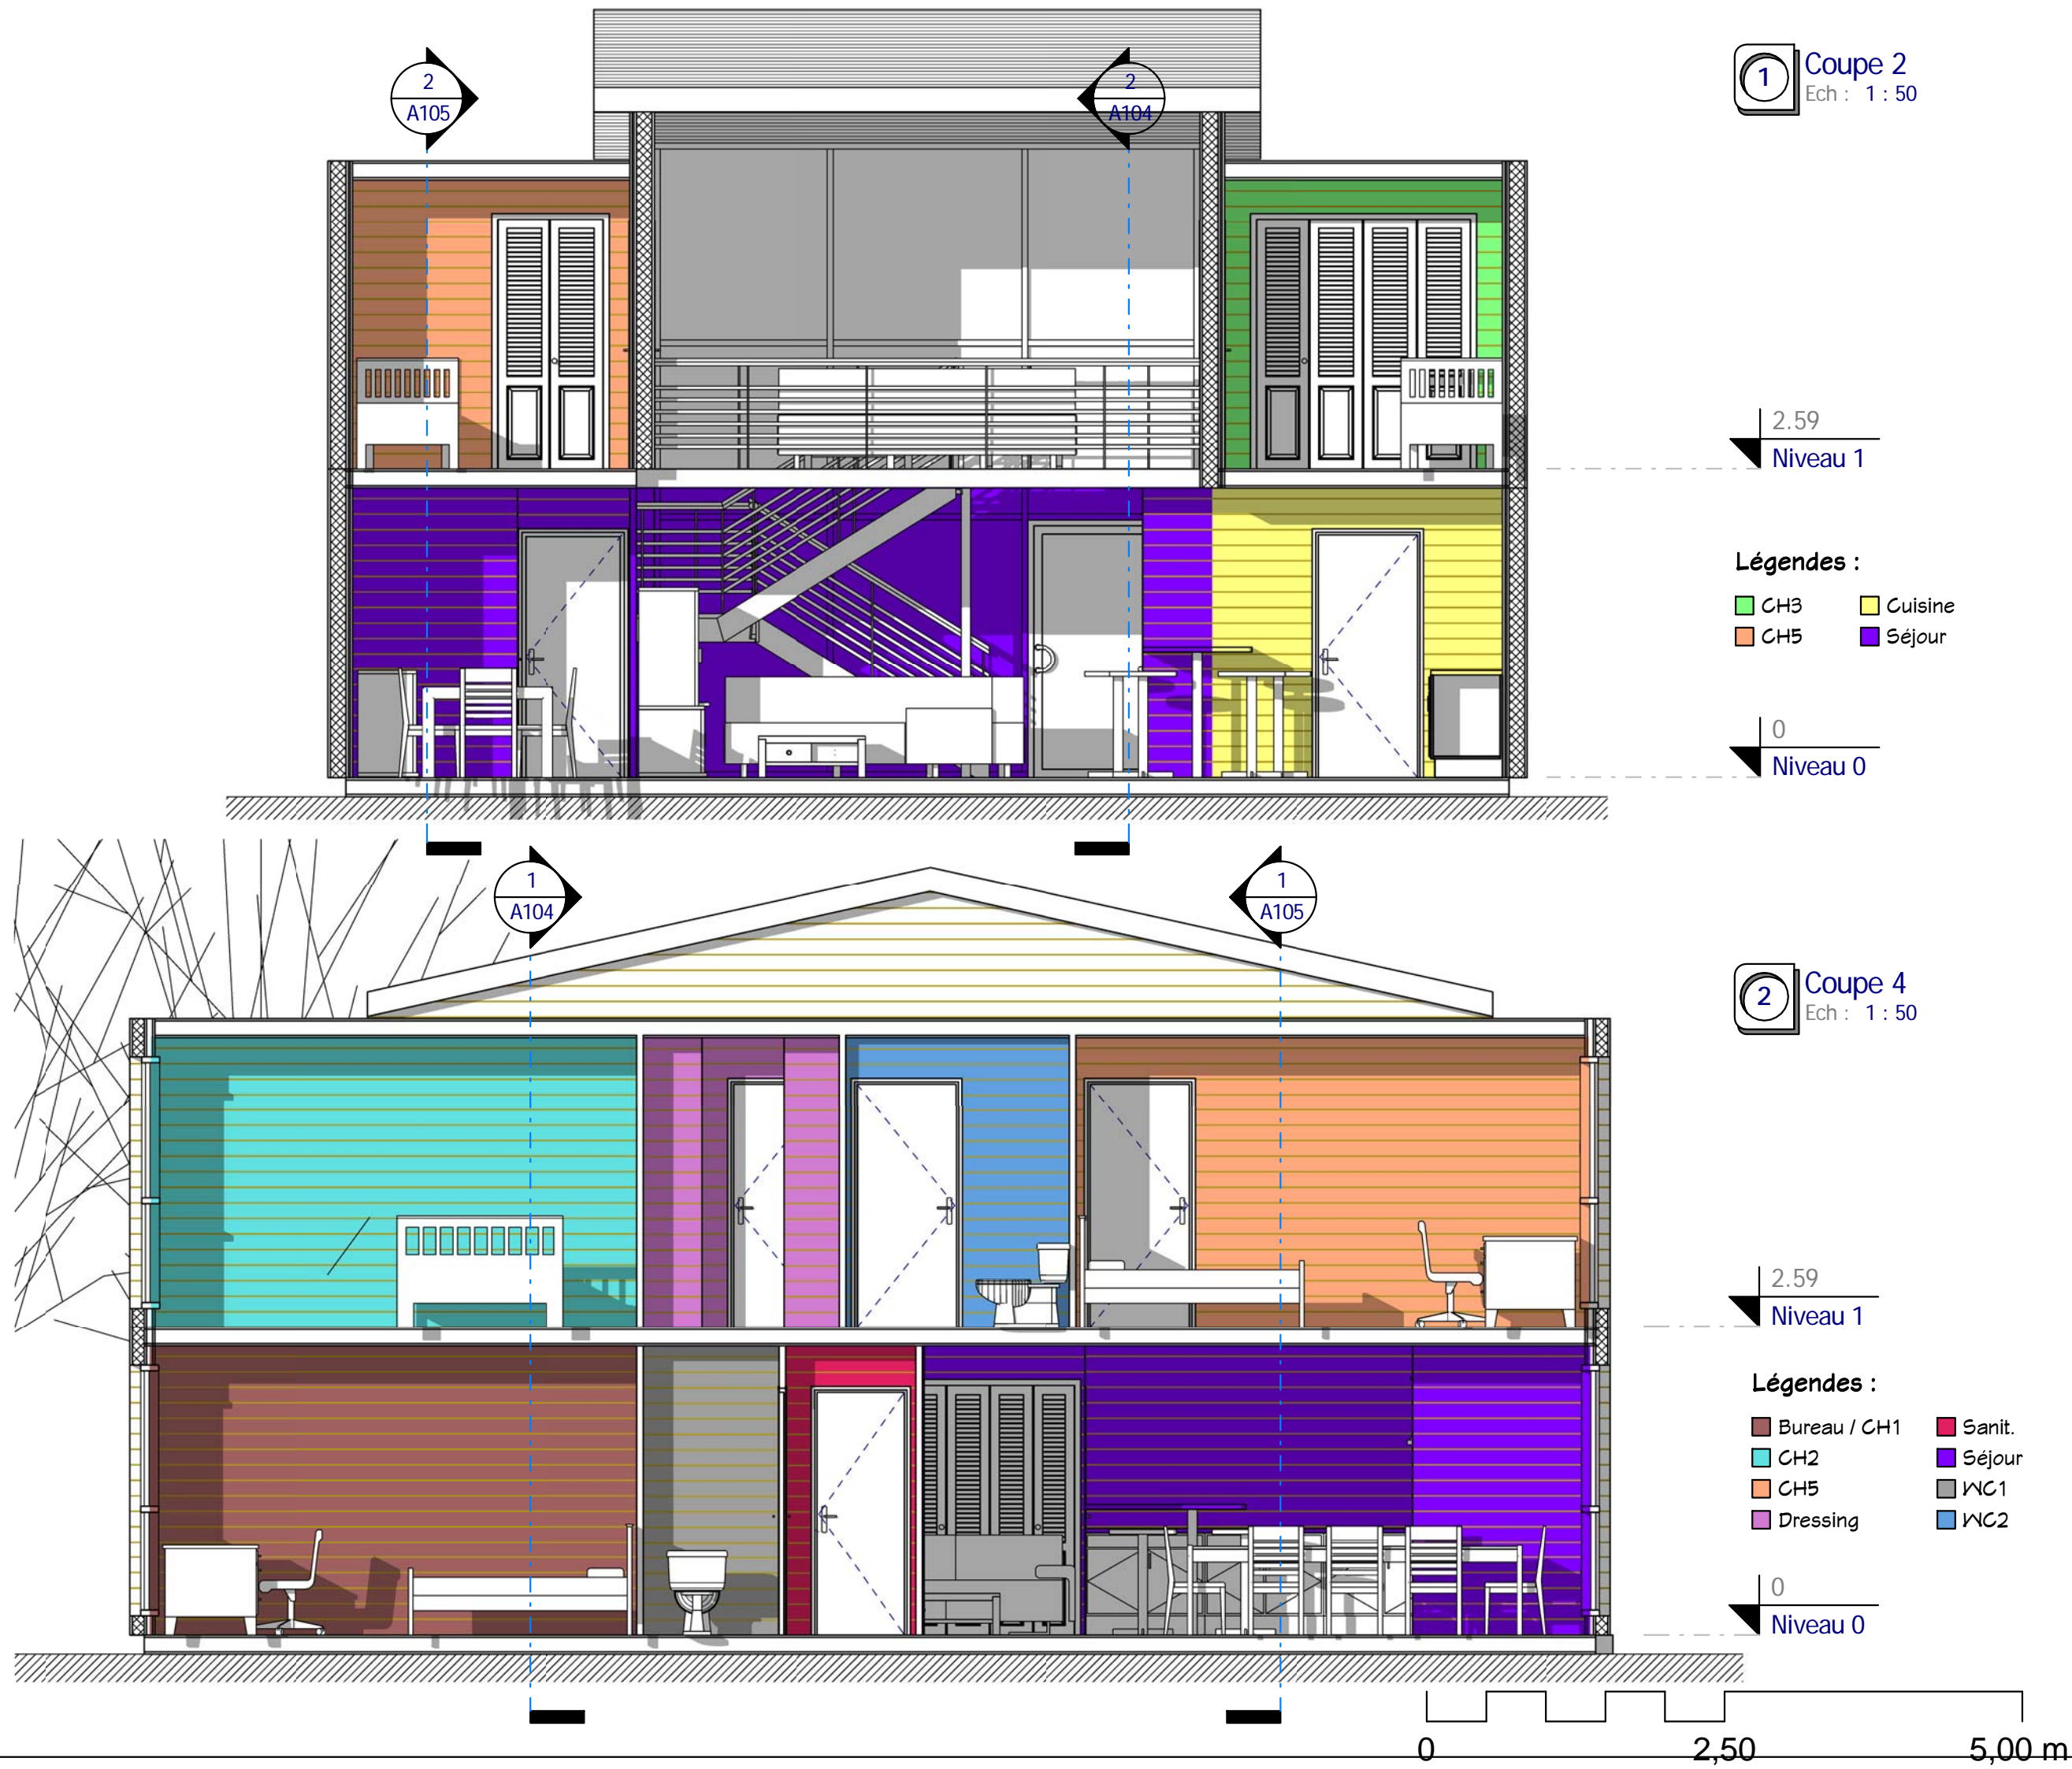 2
A105
2
A104
1
Coupe 2
Ech : 1 : 50
2.59
Niveau 1
Légendes :
CH3
Cuisine
CH5
Séjour
0
Niveau 0
1
A104
1
A105
2
Coupe 4
Ech : 1 : 50
2.59
Niveau 1
Légendes :
Bureau / CH1
Sanit.
CH2
Séjour
CH5
WC1
Dressing
WC2
0
Niveau 0
0 2,50 5,00 m